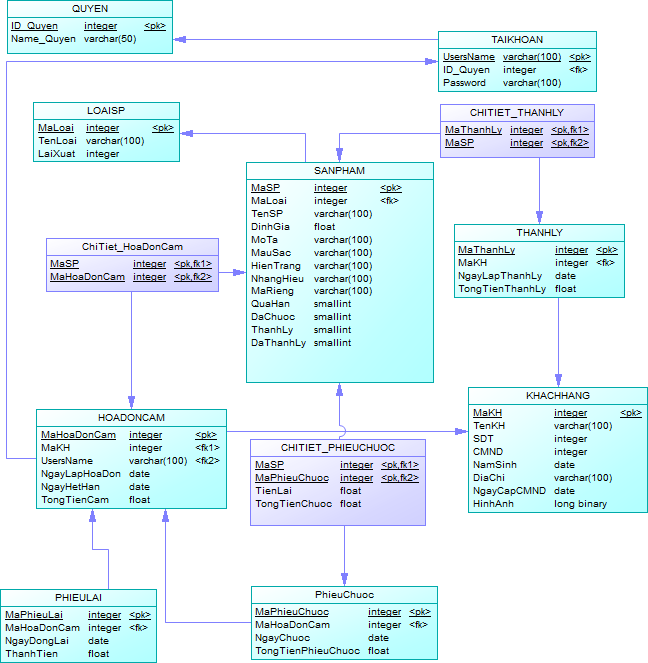 QUYEN
ID_Quyen integer <pk>
Name_Quyen varchar(50)
TAIKHOAN
UsersName varchar(100) <pk>
ID_Quyen integer <fk>
Password varchar(100)
LOAISP
MaLoai integer <pk>
TenLoai varchar(100)
LaiXuat integer
CHITIET_THANHLY
MaThanhLy integer <pk,fk1>
MaSP integer <pk,fk2>
SANPHAM
MaSP integer <pk>
MaLoai integer <fk>
TenSP varchar(100)
DinhGia float
MoTa varchar(100)
MauSac varchar(100)
HienTrang varchar(100)
NhangHieu varchar(100)
MaRieng varchar(100)
QuaHan smallint
DaChuoc smallint
ThanhLy smallint
DaThanhLy smallint
ChiTiet_HoaDonCam
MaSP integer <pk,fk1>
MaHoaDonCam integer <pk,fk2>
THANHLY
MaThanhLy integer <pk>
MaKH integer <fk>
NgayLapThanhLy date
TongTienThanhLy float
HOADONCAM
MaHoaDonCam integer <pk>
MaKH integer <fk1>
UsersName varchar(100) <fk2>
NgayLapHoaDon date
NgayHetHan date
TongTienCam float
CHITIET_PHIEUCHUOC
MaSP integer <pk,fk1>
MaPhieuChuoc integer <pk,fk2>
TienLai float
TongTienChuoc float
KHACHHANG
MaKH integer <pk>
TenKH varchar(100)
SDT integer
CMND integer
NamSinh date
DiaChi varchar(100)
NgayCapCMND date
HinhAnh long binary
PHIEULAI
MaPhieuLai integer <pk>
MaHoaDonCam integer <fk>
NgayDongLai date
ThanhTien float
PhieuChuoc
MaPhieuChuoc integer <pk>
MaHoaDonCam integer <fk>
NgayChuoc date
TongTienPhieuChuoc float